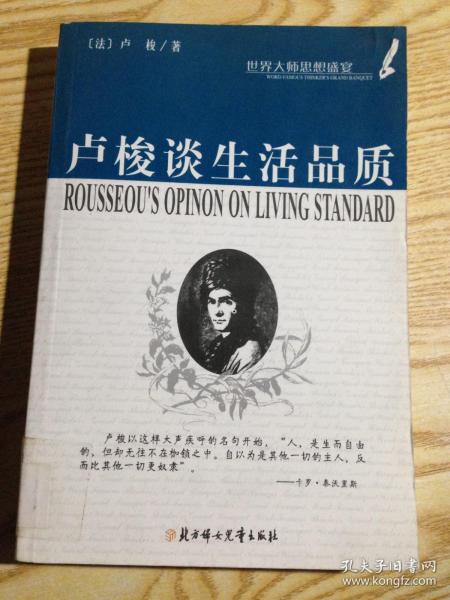 〔法〕卢 梭／著
世界大师思想盛宴
WORD FAMOUS THINKER'S GRAND BANQUET
卢梭谈生活品质
ROUSSEOU'S OPINON ON LIVING STANDARD
卢梭以这样大声疾呼的名句开始，“人，是生而自由
的，但却无往不在枷锁之中。自以为是其他一切的主人，反
而比其他一切更奴隶”。
——卡罗·泰沃里斯
北方妇女儿童出版社
孔夫子旧书网
www.kongfz.com